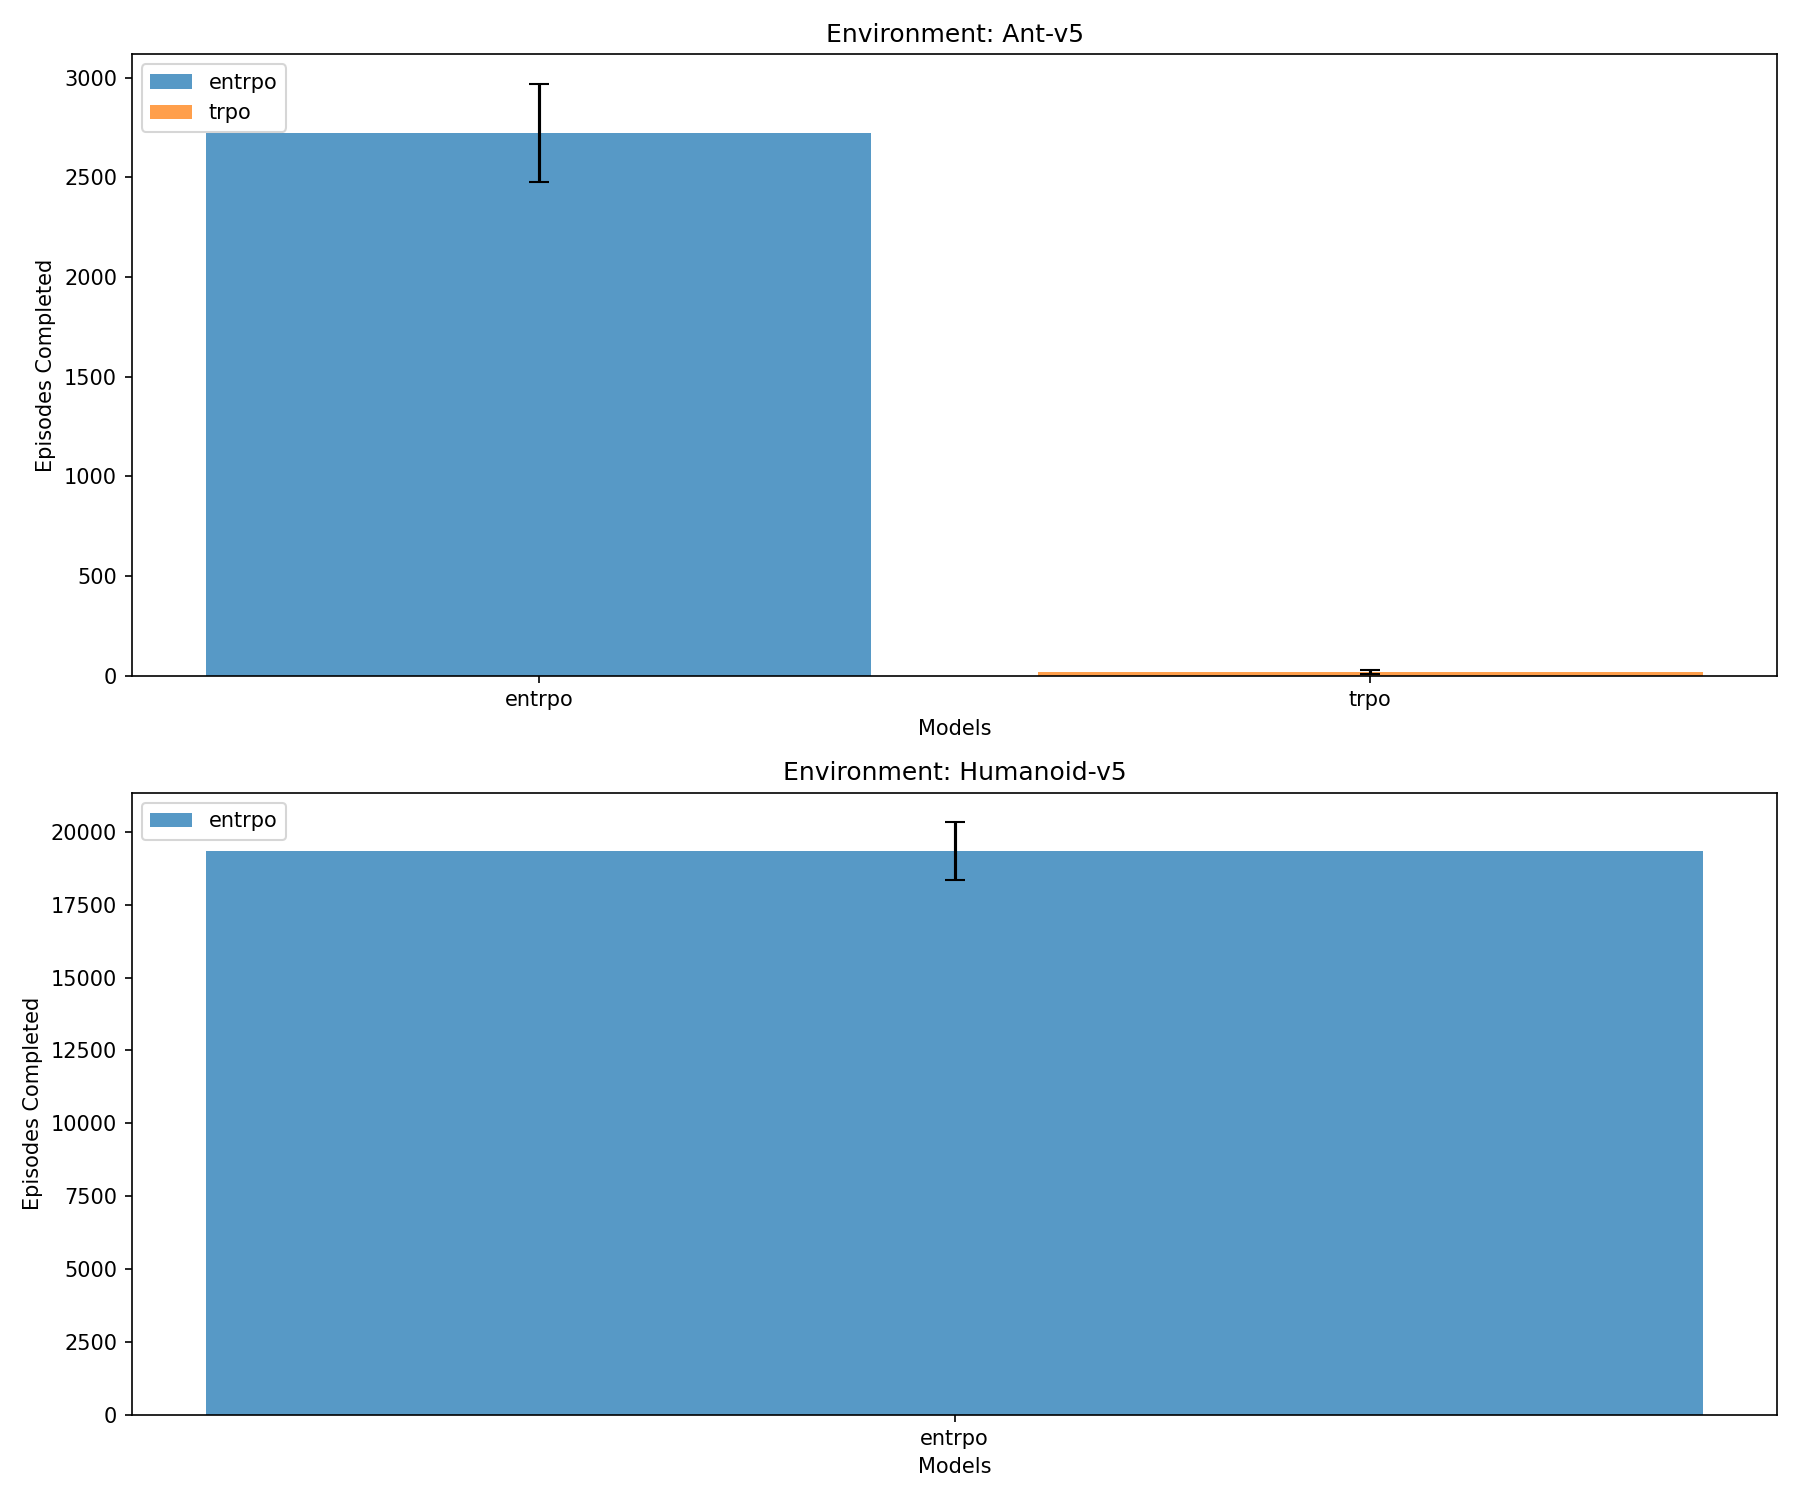 Environment: Ant-v5
entrpo
trpo
3000
2500
2000
1500
1000
500
0
Episodes Completed
entrpo
trpo
Models
Environment: Humanoid-v5
entrpo
20000
17500
15000
12500
10000
7500
5000
2500
0
Episodes Completed
entrpo
Models